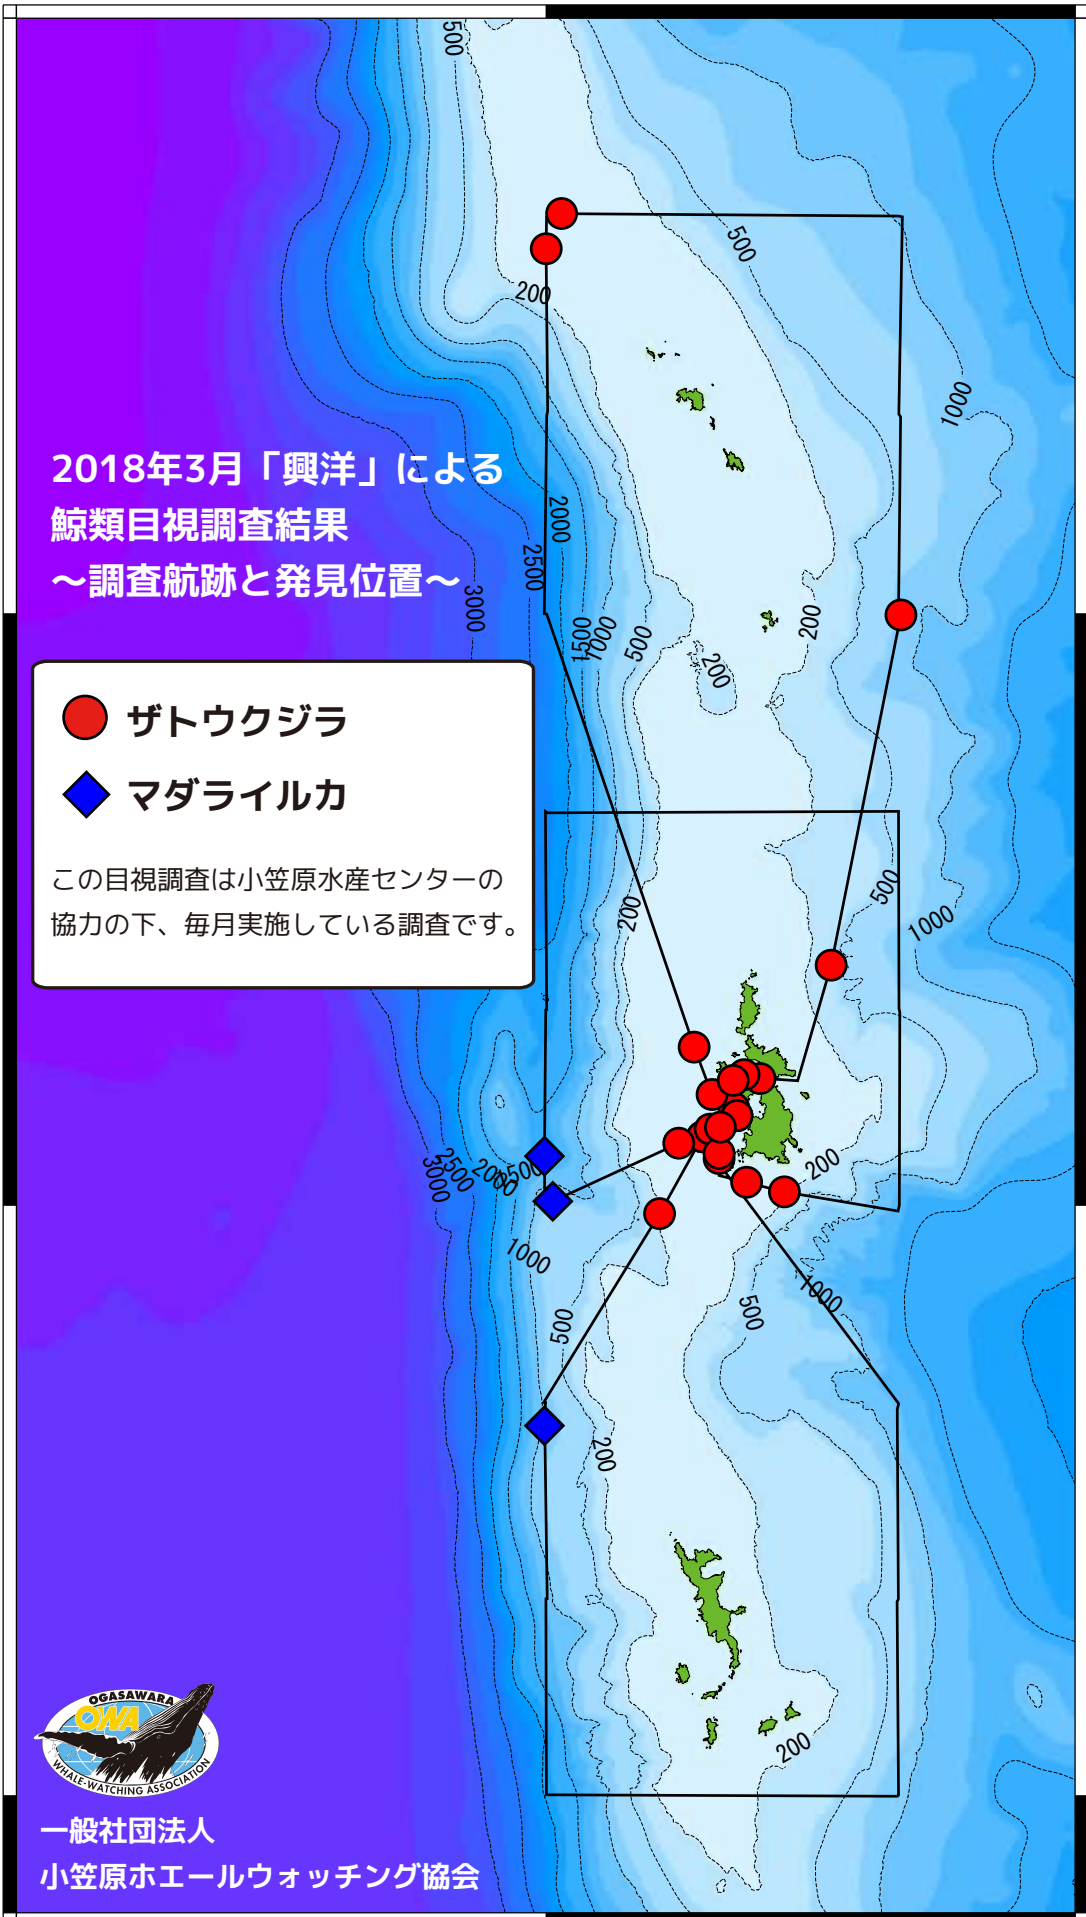 500
500
200
1000
2018年3月「興洋」による
鯨類目視調査結果
～調査航跡と発見位置～
2000
2500
3000
1500
1000
500
200
200
ザトウクジラ
マダライルカ
この目視調査は小笠原水産センターの
協力の下、毎月実施している調査です。
500
200
1000
3000
2500
2000
1500
200
1000
1000
500
500
200
200
OGASAWARA
OWA
WHALE-WATCHING ASSOCIATION
一般社団法人
小笠原ホエールウォッチング協会